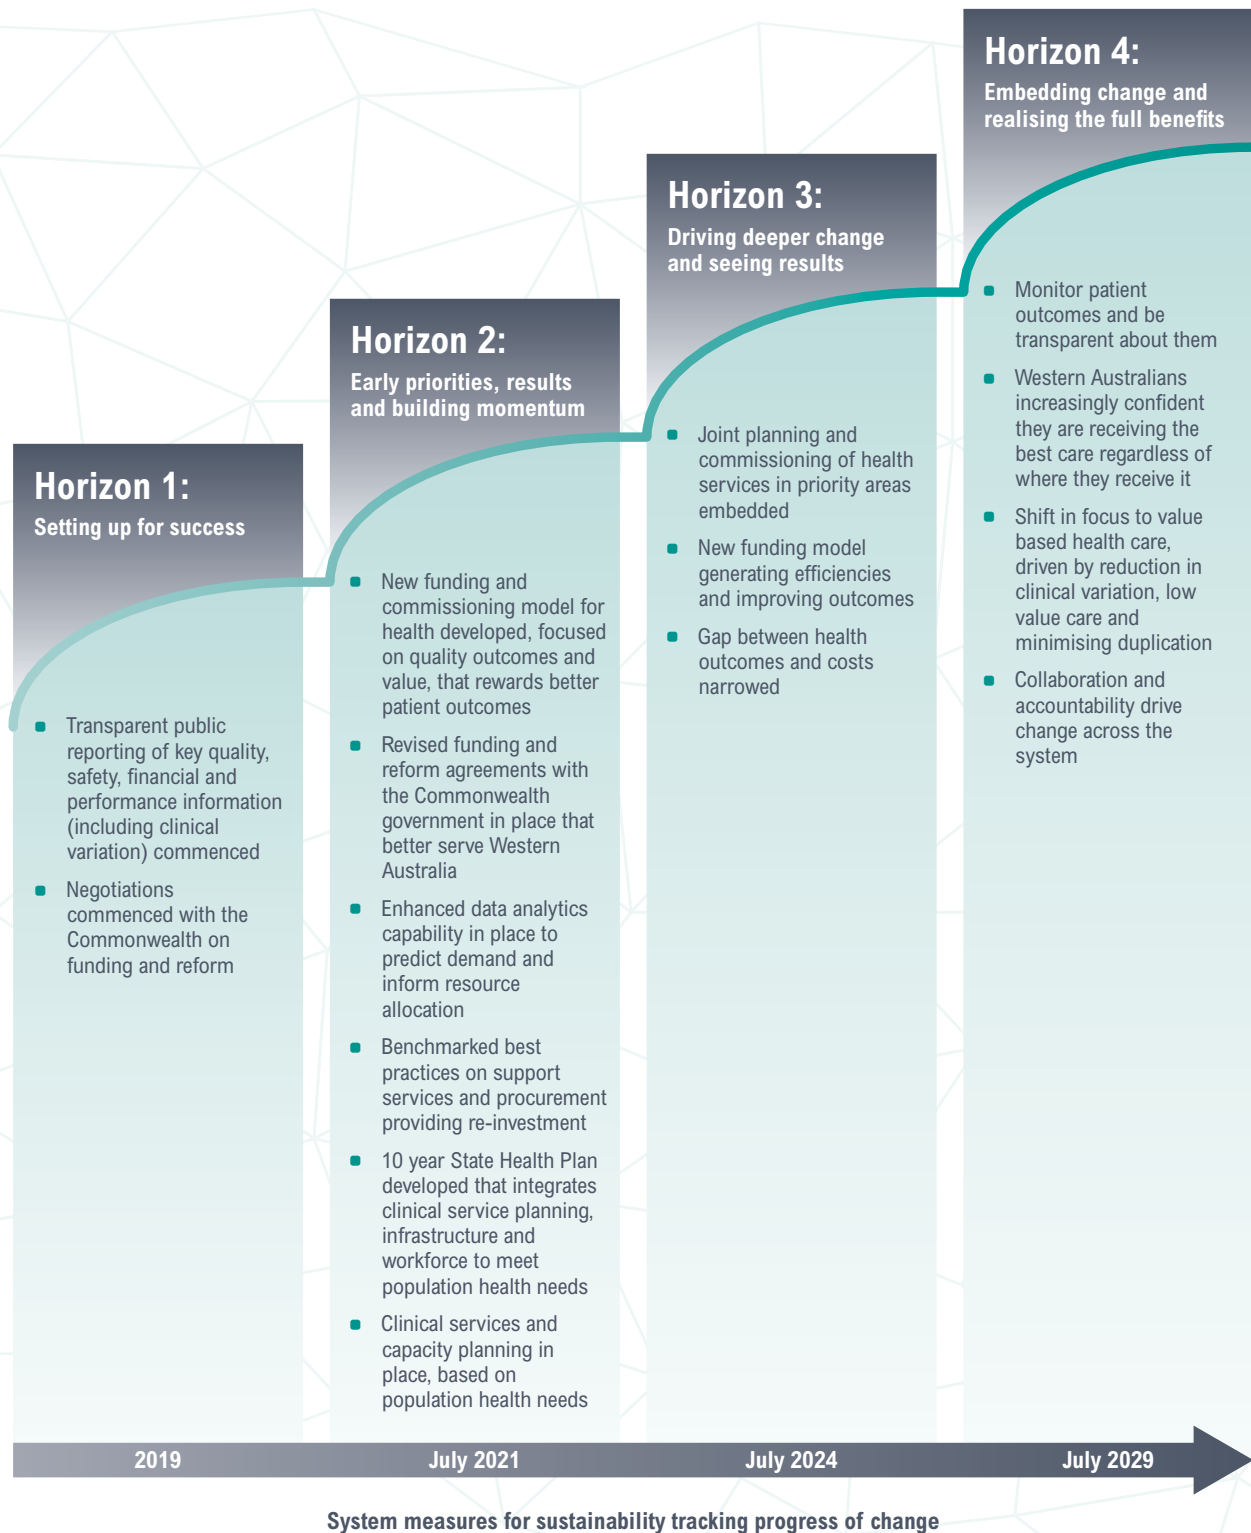 Horizon 1:
Setting up for success
Transparent public
reporting of key quality,
safety, financial and
performance information
(including clinical
variation) commenced
Negotiations
commenced with the
Commonwealth on
funding and reform
Horizon 2:
Early priorities, results
and building momentum
New funding and
commissioning model for
health developed, focused
on quality outcomes and
value, that rewards better
patient outcomes
Revised funding and
reform agreements with
the Commonwealth
government in place that
better serve Western
Australia
Enhanced data analytics
capability in place to
predict demand and
inform resource
allocation
Benchmarked best
practices on support
services and procurement
providing re-investment
10 year State Health Plan
developed that integrates
clinical service planning,
infrastructure and
workforce to meet
population health needs
Clinical services and
capacity planning in
place, based on
population health needs
Horizon 3:
Driving deeper change
and seeing results
Joint planning and
commissioning of health
services in priority areas
embedded
New funding model
generating efficiencies
and improving outcomes
Gap between health
outcomes and costs
narrowed
Horizon 4:
Embedding change and
realising the full benefits
Monitor patient
outcomes and be
transparent about them
Western Australians
increasingly confident
they are receiving the
best care regardless of
where they receive it
Shift in focus to value
based health care,
driven by reduction in
clinical variation, low
value care and
minimising duplication
Collaboration and
accountability drive
change across the
system
2019
July 2021
July 2024
July 2029
System measures for sustainability tracking progress of change